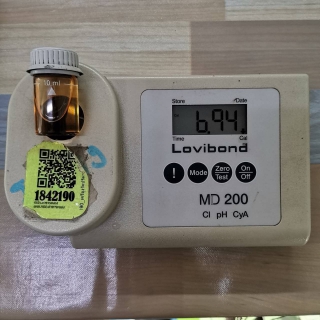 10 ml
1842190
Store /Date
6.94
Time Cal
Lovibond
! Mode Zero Test On Off
MD 200
Cl pH CyA